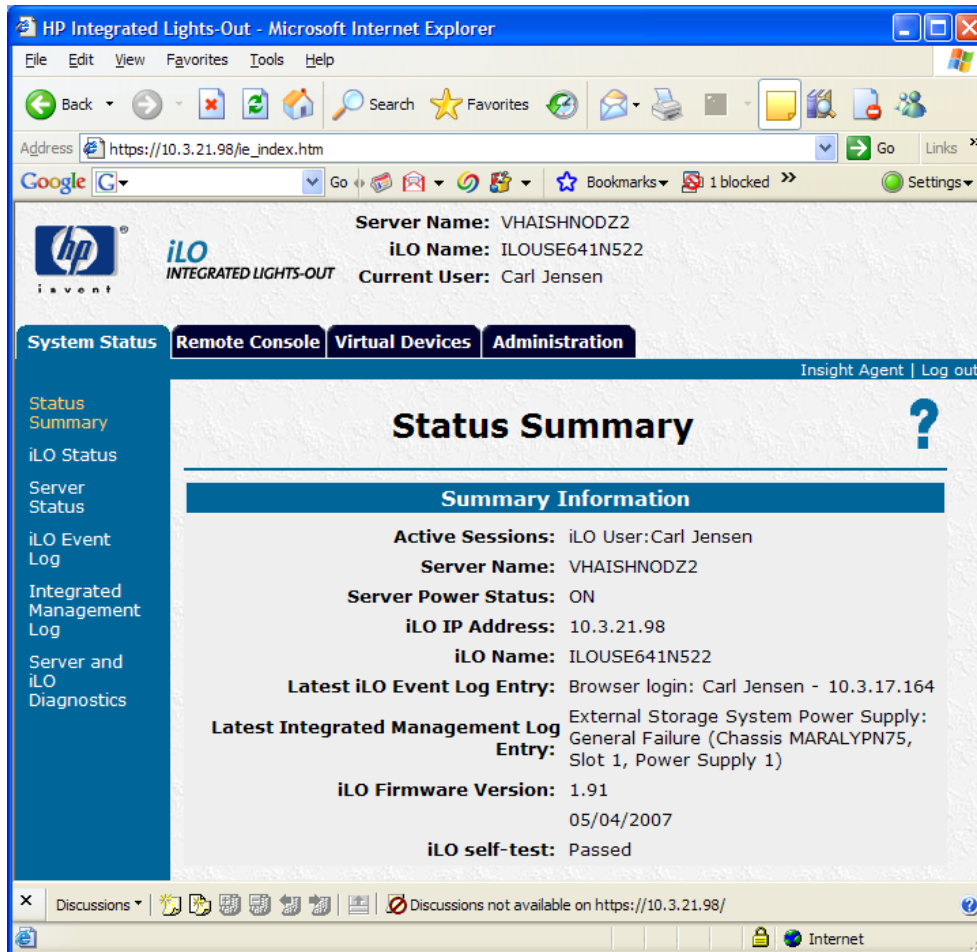 HP Integrated Lights-Out - Microsoft Internet Explorer
File Edit View Favorites Tools Help
Back Search Favorites
Address https://10.3.21.98/ie_index.htm Go Links »
Google G Go Bookmarks 1 blocked » Settings
hp
invent
iLO
INTEGRATED LIGHTS-OUT
Server Name: VHAISHNODZ2
iLO Name: ILOUSE641N522
Current User: Carl Jensen
System Status Remote Console Virtual Devices Administration
Insight Agent | Log out
Status
Summary
iLO Status
Server
Status
iLO Event
Log
Integrated
Management
Log
Server and
iLO
Diagnostics
Status Summary
?
Summary Information
Active Sessions: iLO User:Carl Jensen
Server Name: VHAISHNODZ2
Server Power Status: ON
iLO IP Address: 10.3.21.98
iLO Name: ILOUSE641N522
Latest iLO Event Log Entry: Browser login: Carl Jensen - 10.3.17.164
Latest Integrated Management Log Entry: External Storage System Power Supply:
General Failure (Chassis MARALYPN75,
Slot 1, Power Supply 1)
iLO Firmware Version: 1.91
05/04/2007
iLO self-test: Passed
Discussions Discussions not available on https://10.3.21.98/
Internet